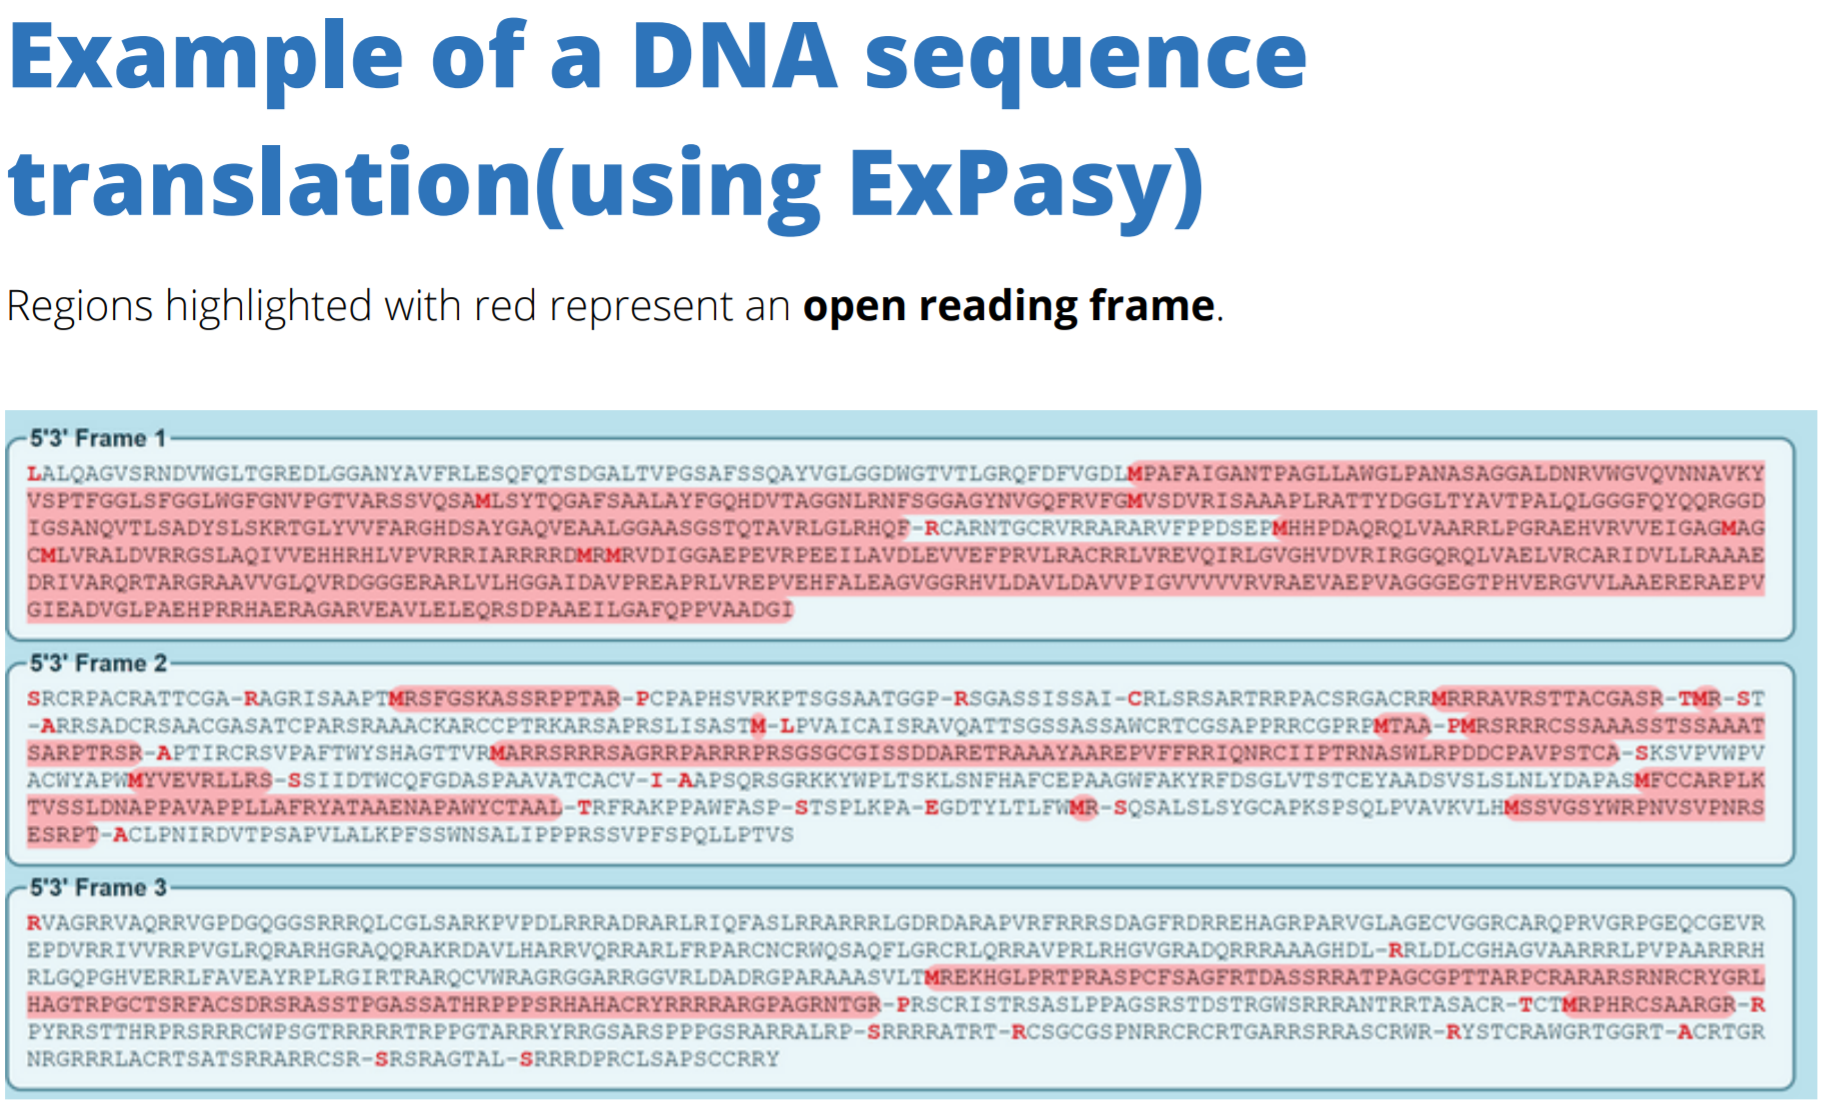 Example of a DNA sequence
translation(using ExPasy)
Regions highlighted with red represent an open reading frame.
5'3' Frame 1
LALQAGVSRNDVWGLTGREDLGGANYAVFRLESQFQTSDGALTVPGSAFSSQAYVGLGGDWGTVTLGRQFDFVGDLMPAFAIGANTPAGLLAWGLPANASAGGALDNRVWGVQVNNAVKY
VSPTFGGLSFGGLWGFGNVPGTVARSSVQSAMLSYTQGAFSAALAYFGQHDVTAGGNLRNFSGGAGYNVGQFRVFGMVSDVRISAAAPLRATTYDGGLTYAVTPALQLGGGFQYQQRGGD
IGSANQVTLSADYSLSKRTGLYVVFARGHDSAYGAQVEAALGGAASGSTQTAVRLGLRHQF-RCARNTGCRVRRARARVFPPDSEPMHHPDAQRQLVAARRLPGRAEHVRVVEIGAGMAG
CMLVRALDVRRGSLAQIVVEHHRHLVPVRRRIARRRRDMRMRVDIGGAEPEVRPEEILAVDLEVVEFPRVLRACRRLVREVQIRLGVGHVDVRIRGGQRQLVAELVRCARIDVLLRAAAE
DRIVARQRTARGRAAVVGLQVRDGGGERARLVLHGGAIDAVPREAPRLVREPVEHFALEAGVGGRHVLDAVLDAVVPIGVVVVVRVRAEVAEPVAGGGEGTPHVERGVVLAAERERAEPV
GIEADVGLPAEHPRRHAERAGARVEAVLELEQRSDPAAEILGAFQPPVAADGI
5'3' Frame 2
SRCRPACRATTCGA-RAGRISAAPTMRSFGSKASSRPPTAR-PCPAPHSVRKPTSGSAATGGP-RSGASSISSAI-CRLSRSARTRRPACSRGACRRMRRRAVRSTTACGASR-TMR-ST
-ARRSADCRSAACGASATCPARSRAAACKARCCPTRKARSAPRSLISASTM-LPVAICAISRAVQATTSGSSASSAWCRTCGSAPPRRCGPRPMTAA-PMRSRRRCSSAAASSTSSAAAT
SARPTRSR-APTIRCRSVPAFTWYSHAGTTVRMARRSRRRSAGRRPARRRPRSGSGCGISSDDARETRAAAYAAREPVFFRRIQNRCIIPTRNASWLRPDDCPAVPSTCA-SKSVPVWPV
ACWYAPWMYVEVRLLRS-SSIIDTWCQFGDASPAAVATCACV-I-AAPSQRSGRKKYWPLTSKLSNFHAFCEPAAGWFAKYRFDSGLVTSTCEYAADSVSLSLNLYDAPASMFCCARPLK
TVSSLDNAPPAVAPPLLAFRYATAAENAPAWYCTAAL-TRFRAKPPAWFASP-STSPLKPA-EGDTYLTLFWMR-SQSALSLSYGCAPKSPSQLPVAVKVLHMSSVGSYWRPNVSVPNRS
ESRPT-ACLPNIRDVTPSAPVLALKPFSSWNSALIPPPRSSVPFSPQLLPTVS
5'3' Frame 3
RVAGRRVAQRRVGPDGQGGSRRRQLCGLSARKPVPDLRRRADRARLRIQFASLRRARRRLGDRDARAPVRFRRRSDAGFRDRREHAGRPARVGLAGECVGGRCARQPRVGRPGEQCGEVR
EPDVRRIVVRRPVGLRQRARHGRAQQRAKRDAVLHARRVQRRARLFRPARCNCRWQSAQFLGRCRLQRRAVPRLRHGVGRADQRRRAAAGHDL-RRLDLCGHAGVAARRRLPVPAARRRH
RLGQPGHVERRLFAVEAYRPLRGIRTRARQCVWRAGRGGARRGGVRLDADRGPARAAASVLTMREKHGLPRTPRASPCFSAGFRTDASSRRATPAGCGPTTARPCRARARSRNRCRYGRL
HAGTRPGCTSRFACSDRSRASSTPGASSATHRPPPSRHAHACRYRRRRARGPAGRNTGR-PRSCRISTRSASLPPAGSRSTDSTRGWSRRRANTRRTASACR-TCTMRPHRCSAARGR-R
PYRRSTTHRPRSRRRCWPSGTRRRRRTRPPGTARRRYRRGSARSPPPGSRARRALRP-SRRRRATRT-RCSGCGSPNRRCRCRTGARRSRRASCRWR-RYSTCRAWGRTGGRT-ACRTGR
NRGRRRLACRTSATSRRARRCSR-SRSRAGTAL-SRRRDPRCLSAPSCCRRY